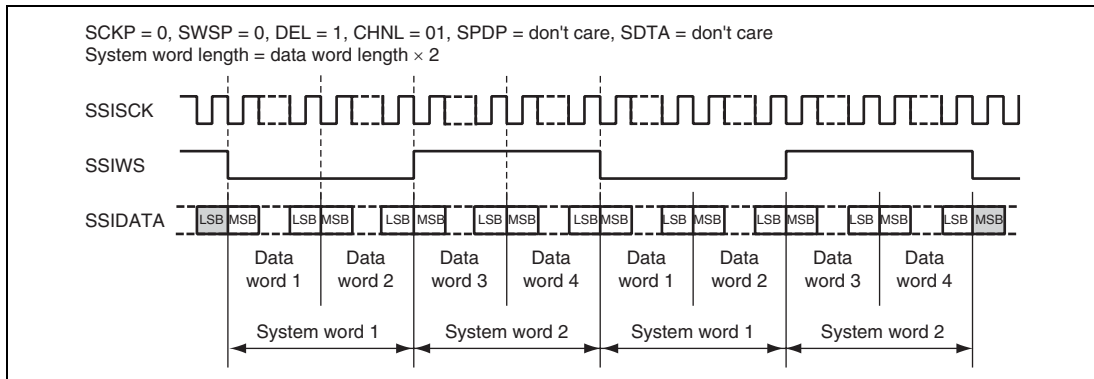 SCKP = 0, SWSP = 0, DEL = 1, CHNL = 01, SPDP = don't care, SDTA = don't care
System word length = data word length × 2
SSISCK
SSIWS
SSIDATA
LSB MSB LSB MSB LSB MSB LSB MSB LSB MSB LSB MSB LSB MSB LSB MSB LSB MSB
Data word 1 Data word 2 Data word 3 Data word 4 Data word 1 Data word 2 Data word 3 Data word 4
System word 1 System word 2 System word 1 System word 2